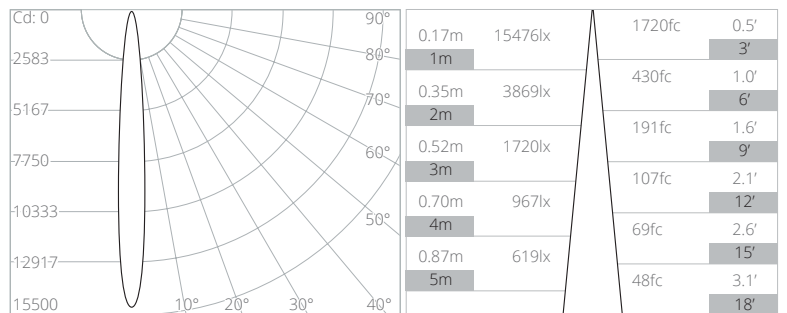 Cd: 0
2583
5167
7750
10333
12917
15500
10°
20°
30°
40°
50°
60°
70°
80°
90°
0.17m 15476lx
1m
0.35m 3869lx
2m
0.52m 1720lx
3m
0.70m 967lx
4m
0.87m 619lx
5m
1720fc 0.5’
3’
430fc 1.0’
6’
191fc 1.6’
9’
107fc 2.1’
12’
69fc 2.6’
15’
48fc 3.1’
18’